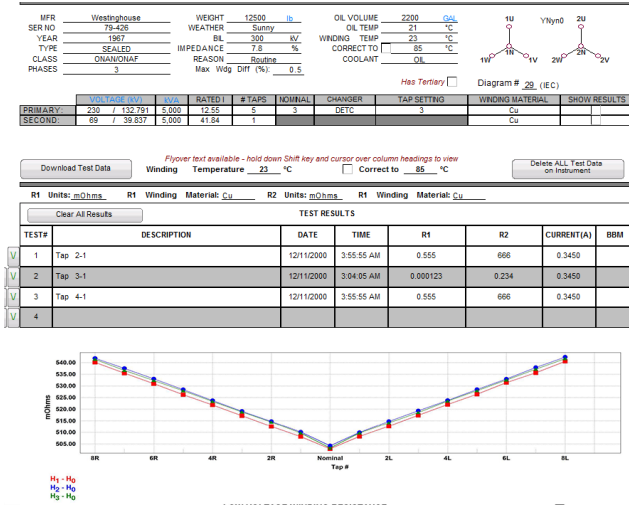 MFR Westinghouse WEIGHT 12500 lb OIL VOLUME 2200 GAL 1U YNyn0 2U
SER NO 79-426 WEATHER Sunny OIL TEMP 21 °C
YEAR 1967 BIL 300 kV WINDING TEMP 23 °C
TYPE SEALED IMPEDANCE 7.8 % CORRECT TO 85 °C 1N 2N
CLASS ONAN/ONAF REASON Routine COOLANT OIL 1W 1V 2W 2V
PHASES 3 Max Wdg Diff (%): 0.5
Has Tertiary Diagram # 29 (IEC)
VOLTAGE (kV) kVA RATED I # TAPS NOMINAL CHANGER TAP SETTING WINDING MATERIAL SHOW RESULTS
PRIMARY: 230 / 132.791 5,000 12.55 5 3 DETC 3 Cu
SECOND: 69 / 39.837 5,000 41.84 1 Cu
Flyover text available - hold down Shift key and cursor over column headings to view
Download Test Data Winding Temperature 23 °C Correct to 85 °C Delete ALL Test Data on Instrument
R1 Units: mOhms R1 Winding Material: Cu R2 Units: mOhms R1 Winding Material: Cu
Clear All Results TEST RESULTS
TEST# DESCRIPTION DATE TIME R1 R2 CURRENT(A) BBM
V 1 Tap 2-1 12/11/2000 3:55:55 AM 0.555 666 0.3450
V 2 Tap 3-1 12/11/2000 3:04:05 AM 0.000123 0.234 0.3450
V 3 Tap 4-1 12/11/2000 3:55:55 AM 0.555 666 0.3450
V 4
540.00
535.00
530.00
525.00
520.00
515.00
510.00
505.00
mOhms
8R 6R 4R 2R Nominal 2L 4L 6L 8L
Tap #
H1 - H0
H2 - H0
H3 - H0